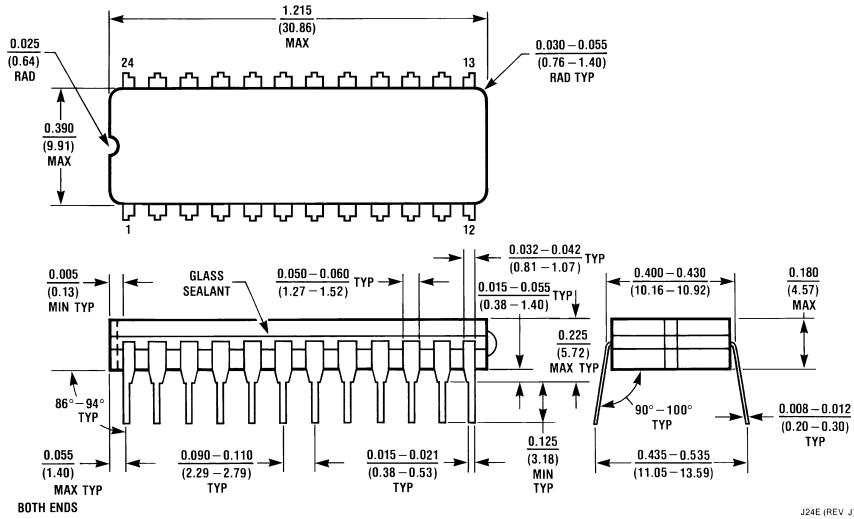 1.215
(30.86)
MAX
0.025
(0.64)
RAD
24
13
0.030–0.055
(0.76–1.40)
RAD TYP
0.390
(9.91)
MAX
1
12
0.005
(0.13)
MIN TYP
GLASS
SEALANT
0.050–0.060
(1.27–1.52)
TYP
0.032–0.042
(0.81–1.07)
TYP
0.015–0.055
(0.38–1.40)
TYP
0.400–0.430
(10.16–10.92)
0.180
(4.57)
MAX
0.225
(5.72)
MAX TYP
86°–94°
TYP
90°–100°
TYP
0.008–0.012
(0.20–0.30)
TYP
0.055
(1.40)
MAX TYP
BOTH ENDS
0.090–0.110
(2.29–2.79)
TYP
0.015–0.021
(0.38–0.53)
TYP
0.125
(3.18)
MIN
TYP
0.435–0.535
(11.05–13.59)
J24E (REV J